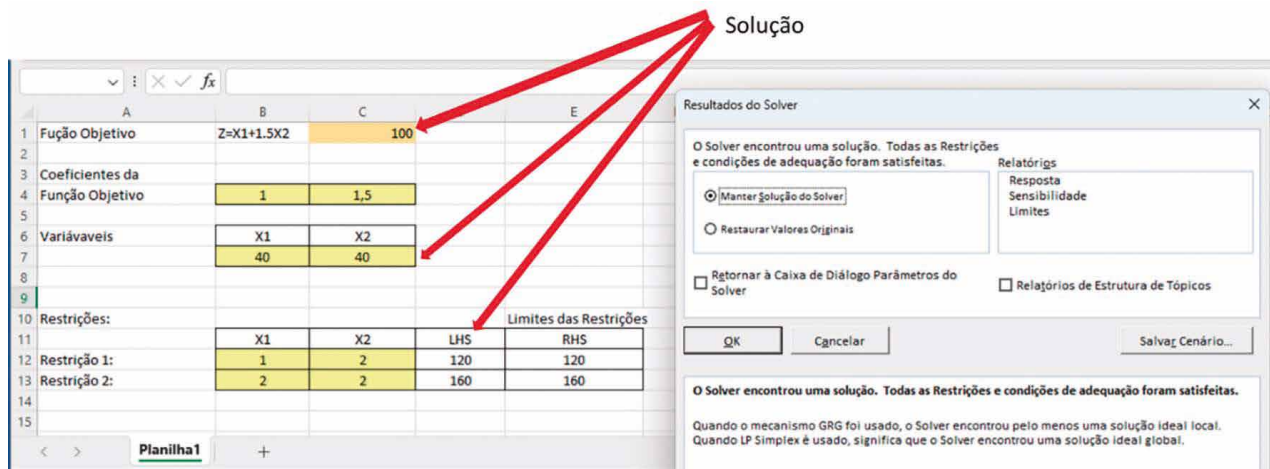 Solução
fx
A B C E
1 Fução Objetivo Z=X1+1.5X2 100
2
3 Coeficientes da
4 Função Objetivo 1 1,5
5
6 Variávaveis X1 X2
7 40 40
8
9
10 Restrições: Limites das Restrições
11 X1 X2 LHS RHS
12 Restrição 1: 1 2 120 120
13 Restrição 2: 2 2 160 160
14
15
Planilha1
Resultados do Solver
O Solver encontrou uma solução. Todas as Restrições
e condições de adequação foram satisfeitas.
Relatórios
Manter Solução do Solver
Restaurar Valores Originais
Resposta
Sensibilidade
Limites
Retornar à Caixa de Diálogo Parâmetros do
Solver
Relatórios de Estrutura de Tópicos
OK Cancelar Salvar Cenário...
O Solver encontrou uma solução. Todas as Restrições e condições de adequação foram satisfeitas.
Quando o mecanismo GRG foi usado, o Solver encontrou pelo menos uma solução ideal local.
Quando LP Simplex é usado, significa que o Solver encontrou uma solução ideal global.